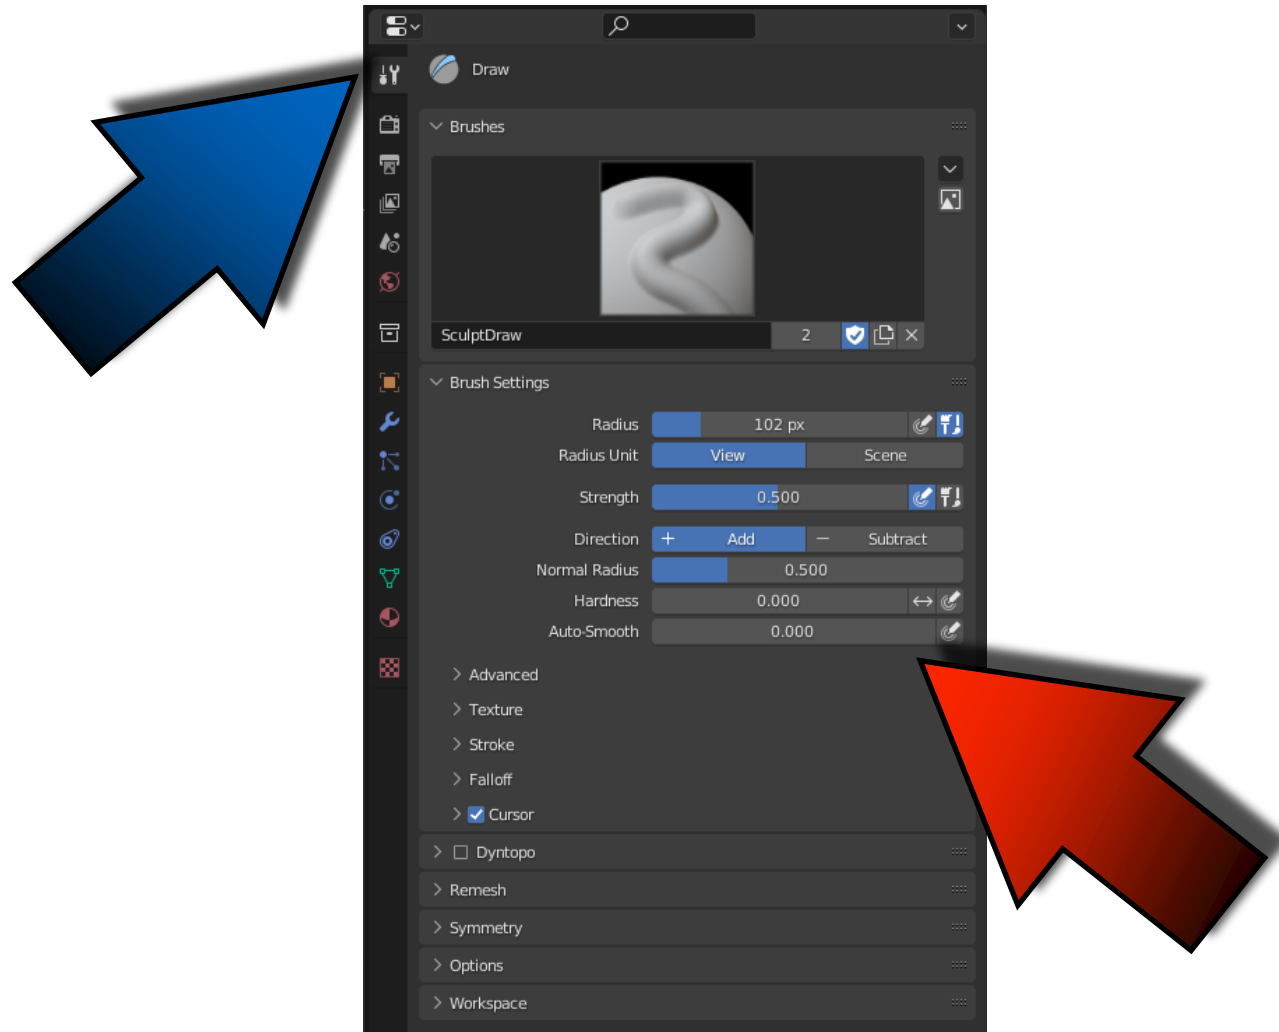 Draw
Brushes
SculptDraw 2
Brush Settings
Radius 102 px
Radius Unit View Scene
Strength 0.500
Direction + Add − Subtract
Normal Radius 0.500
Hardness 0.000
Auto-Smooth 0.000
Advanced
Texture
Stroke
Falloff
Cursor
Dyntopo
Remesh
Symmetry
Options
Workspace